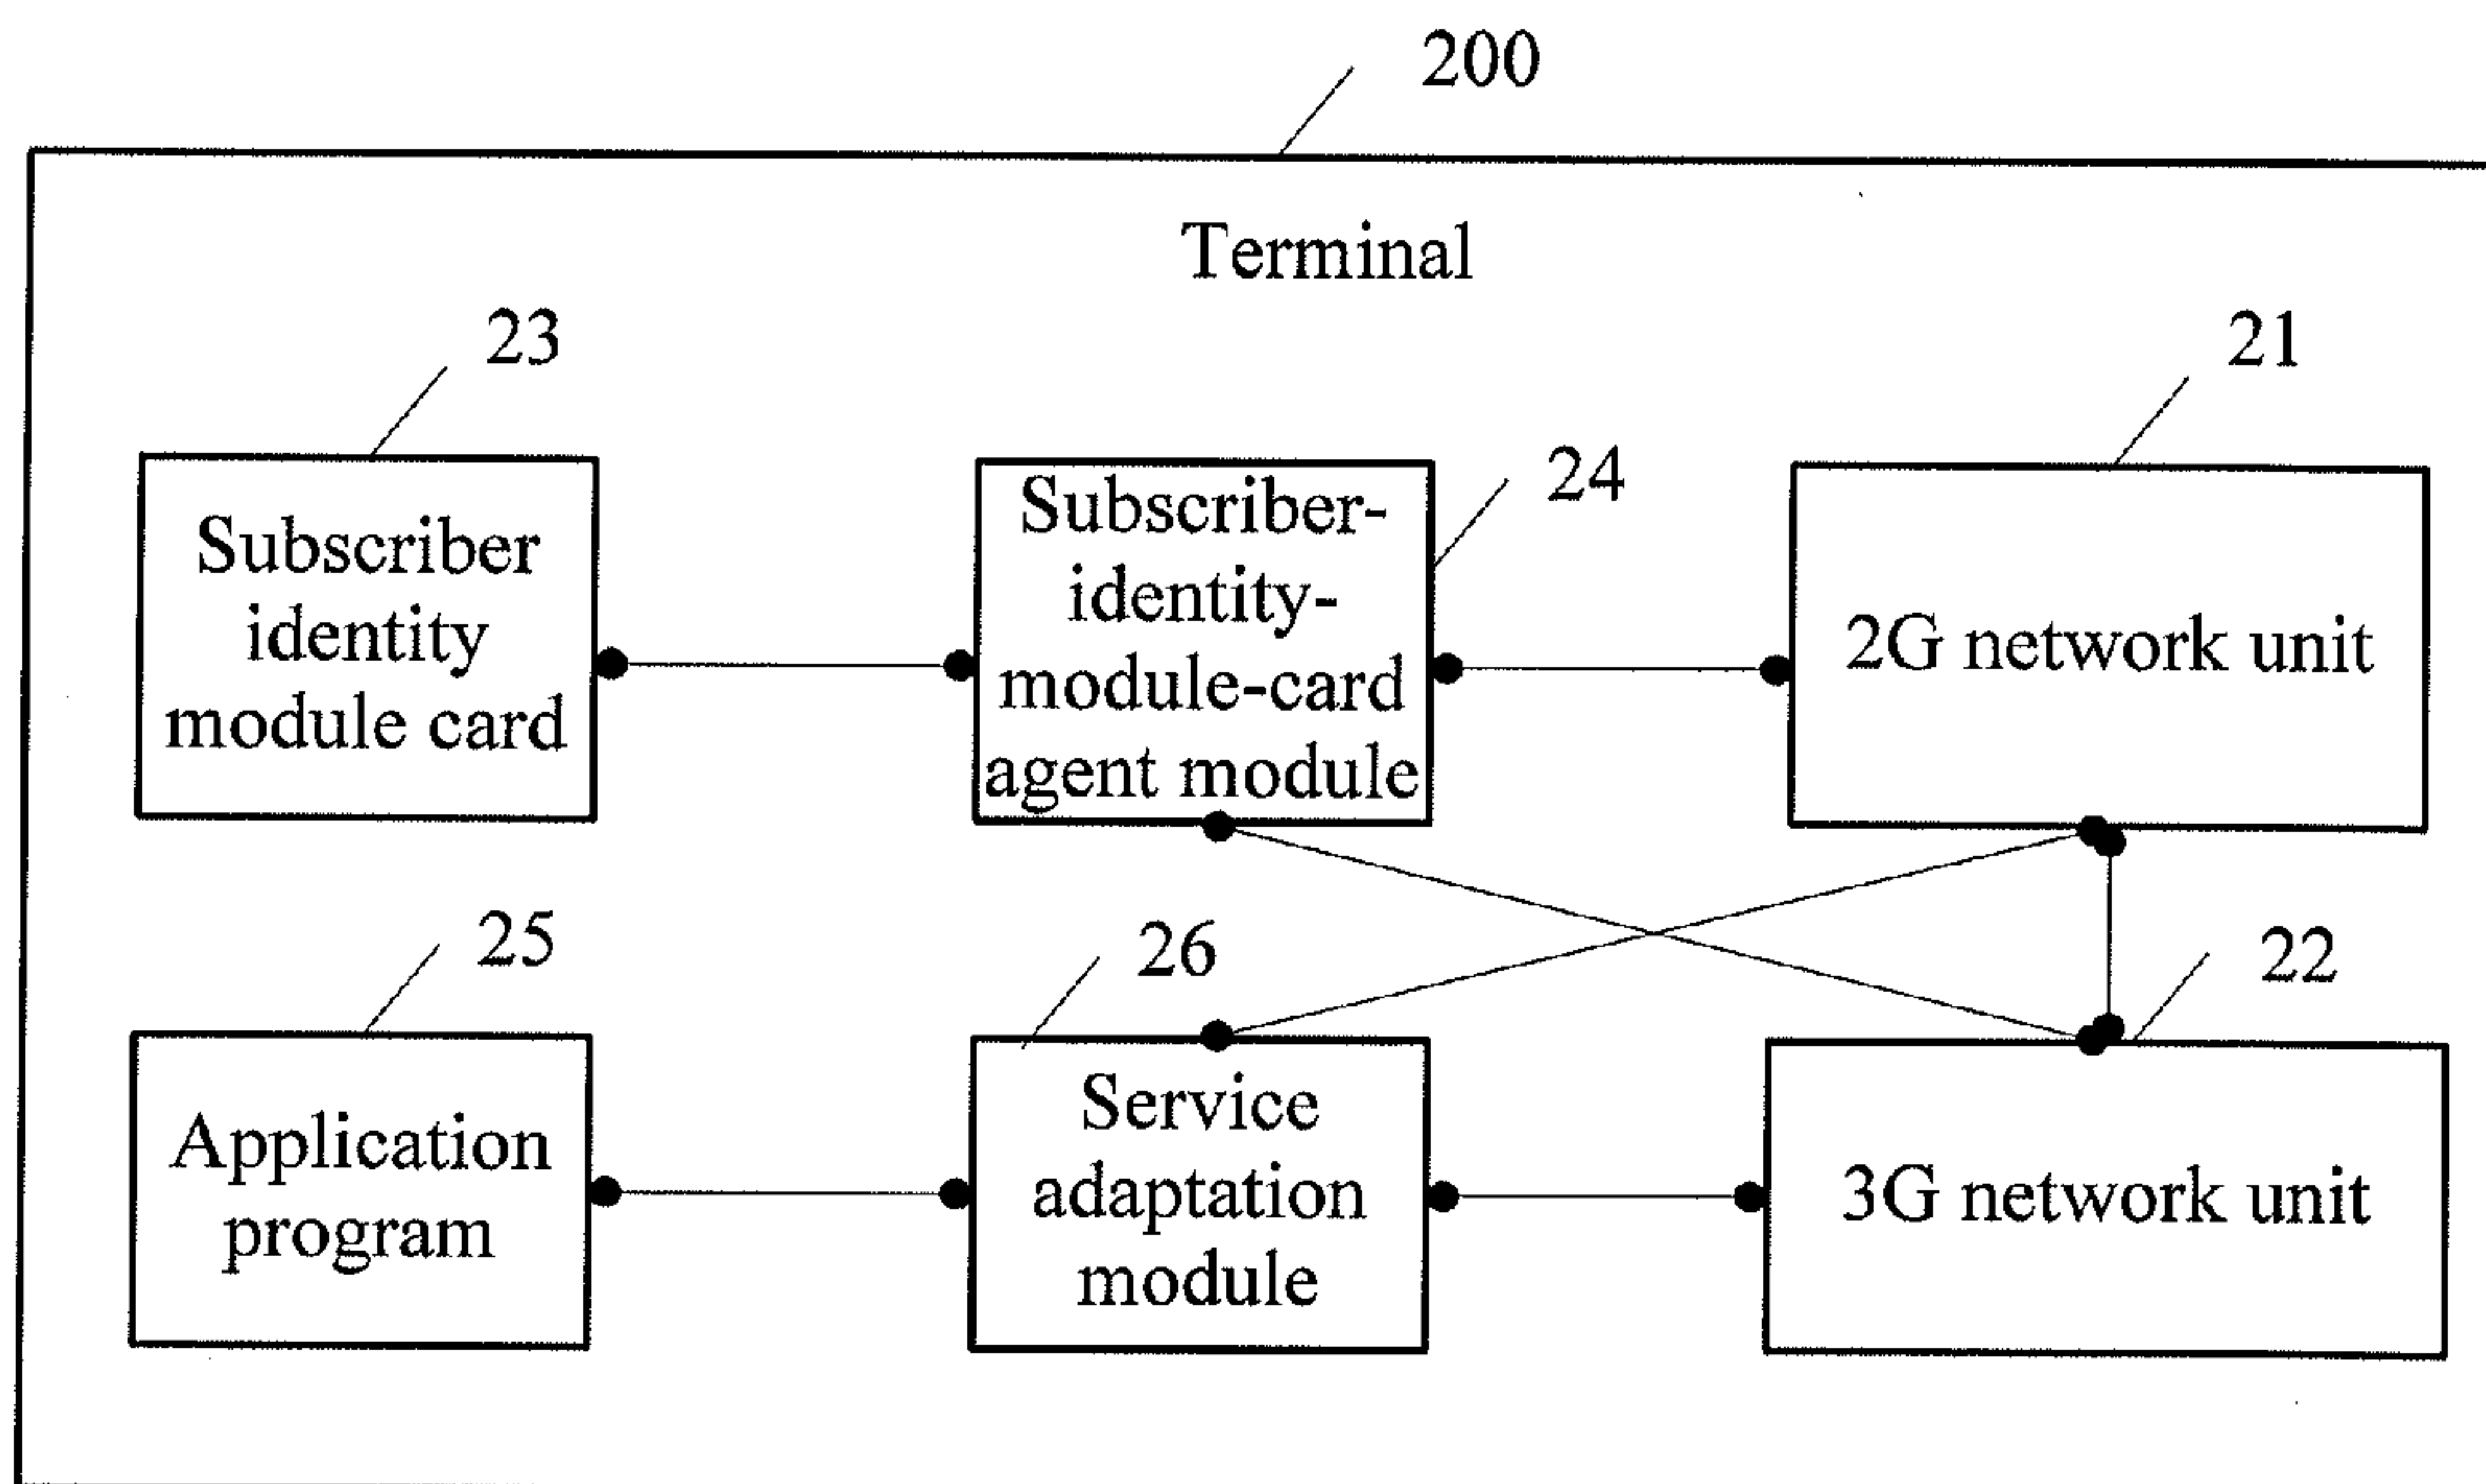 200
Terminal
23
21
24
Subscriber
identity
module card
Subscriber-
identity-
module-card
agent module
2G network unit
25
26
22
Application
program
Service
adaptation
module
3G network unit